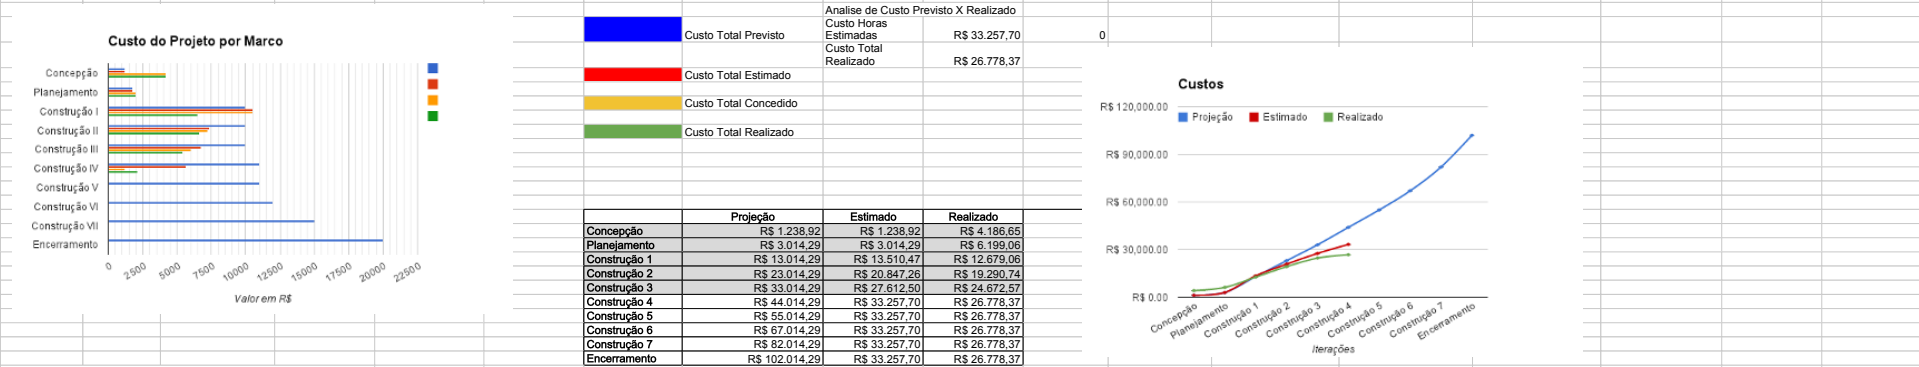 Custo do Projeto por Marco
Concepção
Planejamento
Construção I
Construção II
Construção III
Construção IV
Construção V
Construção VI
Construção VII
Encerramento
0 2500 5000 7500 10000 12500 15000 17500 20000 22500
Valor em R$
Analise de Custo Previsto X Realizado
Custo Total Previsto
Custo Horas
Estimadas R$ 33.257,70 0
Custo Total
Realizado R$ 26.778,37
Custo Total Estimado
Custo Total Concedido
Custo Total Realizado
Projeção Estimado Realizado
Concepção R$ 1.238,92 R$ 1.238,92 R$ 4.186,65
Planejamento R$ 3.014,29 R$ 3.014,29 R$ 6.199,06
Construção 1 R$ 13.014,29 R$ 13.510,47 R$ 12.679,06
Construção 2 R$ 23.014,29 R$ 20.847,26 R$ 19.290,74
Construção 3 R$ 33.014,29 R$ 27.612,50 R$ 24.672,57
Construção 4 R$ 44.014,29 R$ 33.257,70 R$ 26.778,37
Construção 5 R$ 55.014,29 R$ 33.257,70 R$ 26.778,37
Construção 6 R$ 67.014,29 R$ 33.257,70 R$ 26.778,37
Construção 7 R$ 82.014,29 R$ 33.257,70 R$ 26.778,37
Encerramento R$ 102.014,29 R$ 33.257,70 R$ 26.778,37
Custos
R$ 120,000.00
Projeção Estimado Realizado
R$ 90,000.00
R$ 60,000.00
R$ 30,000.00
R$ 0.00
Concepção Planejamento Construção 1 Construção 2 Construção 3 Construção 4 Construção 5 Construção 6 Construção 7 Encerramento
Iterações